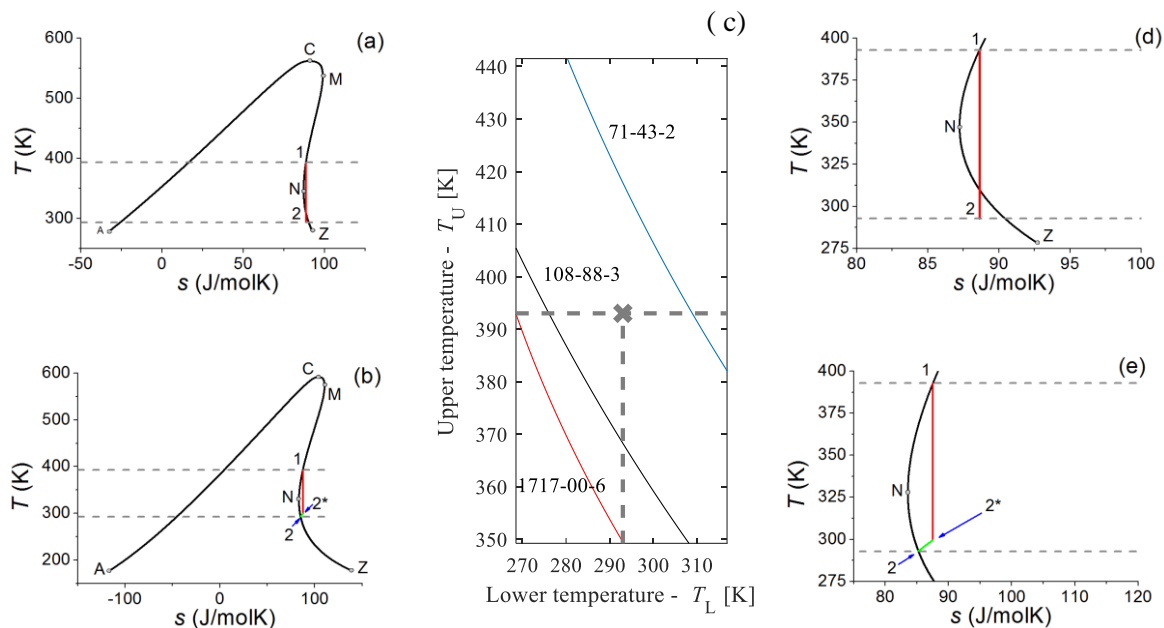 (a)
600
500
400
300
T (K)
-50
0
50
100
s (J/molK)
A
C
M
1
N
2
Z
(b)
600
500
400
300
200
T (K)
-100
0
100
s (J/molK)
A
C
M
1
N
2*
2
Z
( c)
440
430
420
410
400
390
380
370
360
350
Upper temperature - T_U [K]
71-43-2
108-88-3
1717-00-6
270
280
290
300
310
Lower temperature - T_L [K]
(d)
400
375
350
325
300
275
T (K)
1
N
2
Z
80
85
90
95
100
s (J/molK)
(e)
400
375
350
325
300
275
T (K)
1
N
2*
2
80
90
100
110
120
s (J/molK)